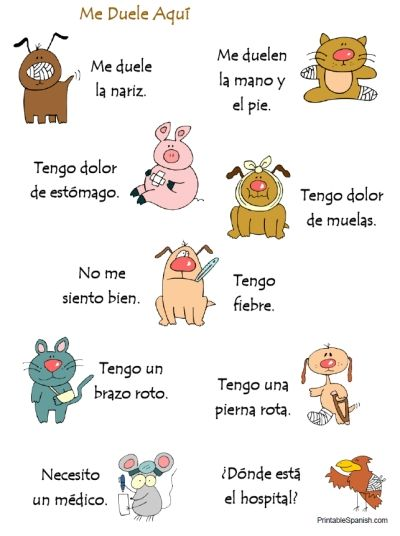 Me Duele Aquí
Me duele
la nariz.
Me duelen
la mano y
el pie.
Tengo dolor
de estómago.
Tengo dolor
de muelas.
No me
siento bien.
Tengo
fiebre.
Tengo un
brazo roto.
Tengo una
pierna rota.
Necesito
un médico.
¿Dónde está
el hospital?
PrintableSpanish.com